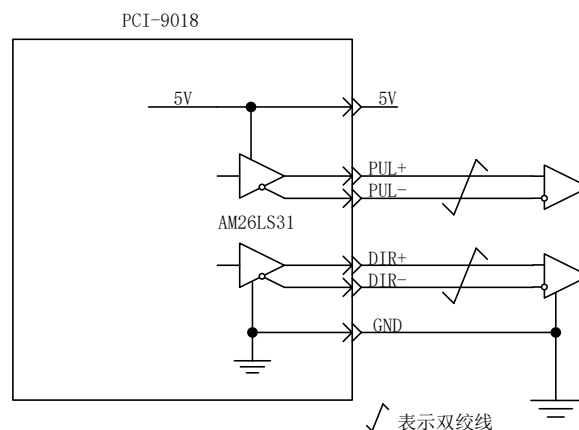 PCI-9018
5V 5V
PUL+
PUL-
AM26LS31
DIR+
DIR-
GND
表示双绞线